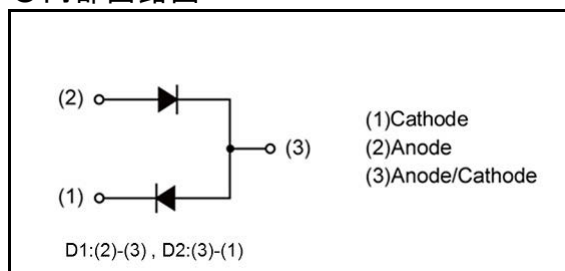 (2)
(3)
(1)
(1)Cathode
(2)Anode
(3)Anode/Cathode
D1:(2)-(3) , D2:(3)-(1)